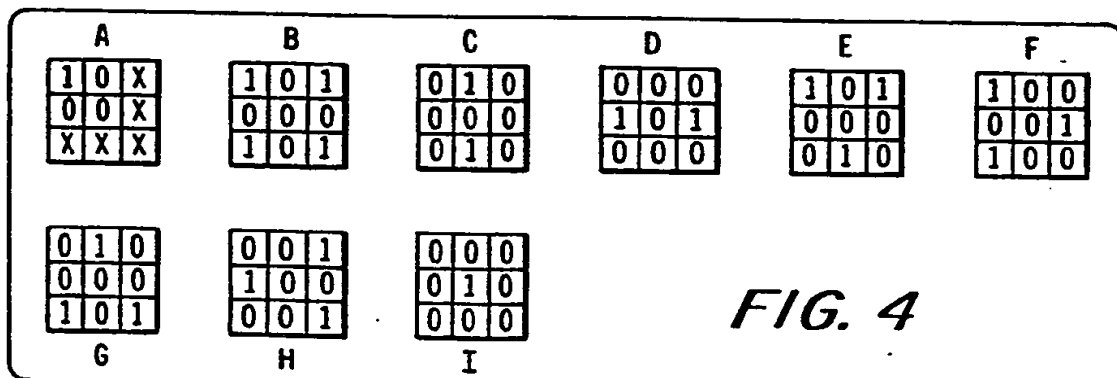 A B C D E F
1 0 X 1 0 1 0 1 0 0 0 0 1 0 1 1 0 0
0 0 X 0 0 0 0 0 0 1 0 1 0 0 0 0 0 1
X X X 1 0 1 0 1 0 0 0 0 0 1 0 1 0 0
0 1 0 0 0 1 0 0 0
0 0 0 1 0 0 0 1 0
1 0 1 0 0 1 0 0 0
FIG. 4
G H I